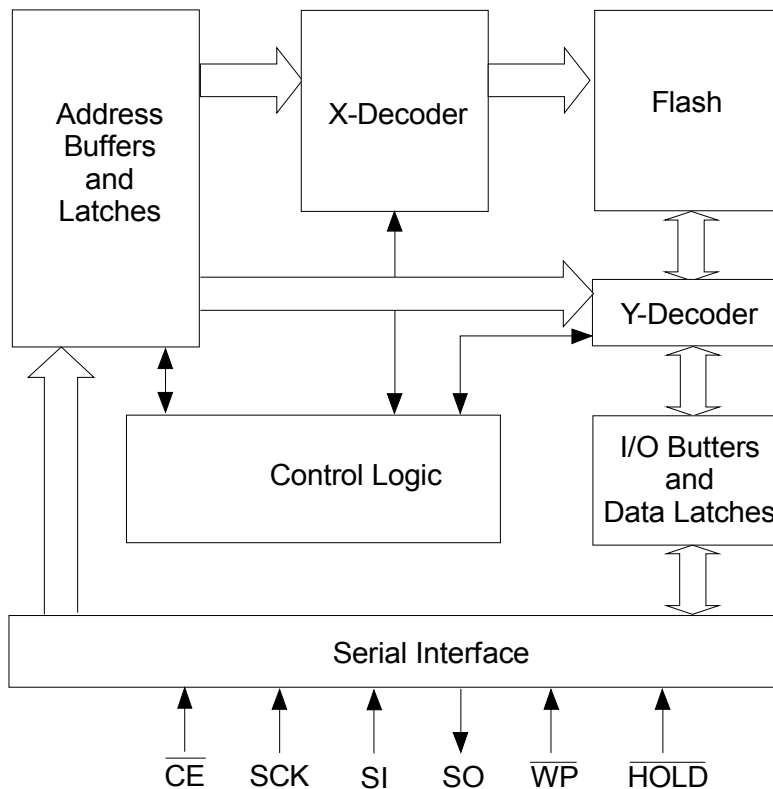 Address
Buffers
and
Latches
X-Decoder
Flash
Y-Decoder
Control Logic
I/O Butters
and
Data Latches
Serial Interface
CE SCK SI SO WP HOLD